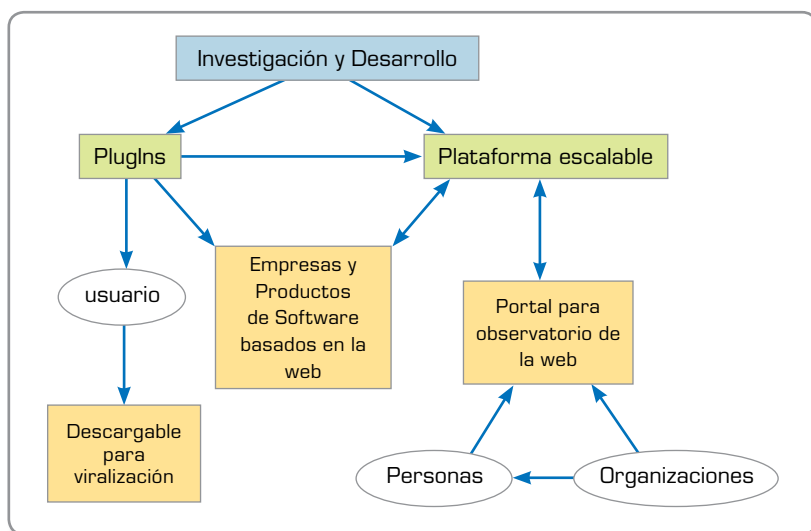 Investigación y Desarrollo
PlugIns
Plataforma escalable
usuario
Empresas y
Productos
de Software
basados en la
web
Portal para
observatorio de
la web
Descargable
para
viralización
Personas
Organizaciones